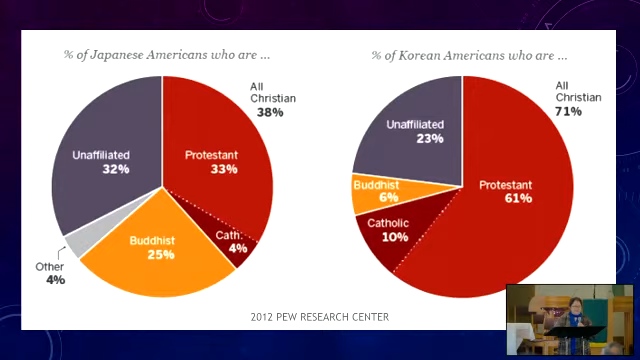 % of Japanese Americans who are ...
All
Christian
38%
Unaffiliated
32%
Protestant
33%
Cath.
4%
Buddhist
25%
Other
4%
% of Korean Americans who are ...
All
Christian
71%
Unaffiliated
23%
Buddhist
6%
Protestant
61%
Catholic
10%
2012 PEW RESEARCH CENTER